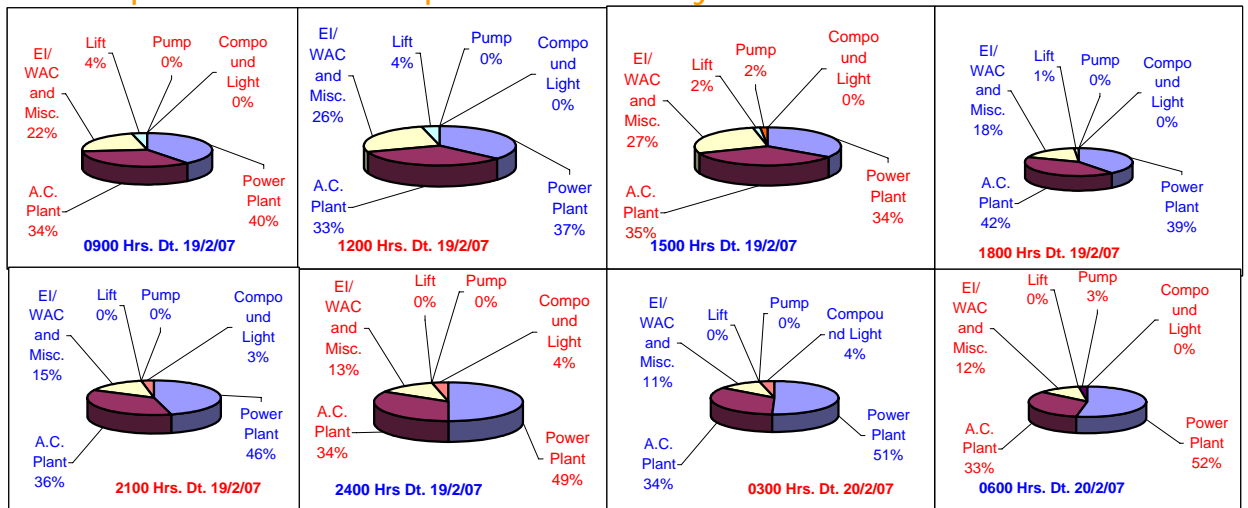 EI/
WAC
and
Misc.
22%
Lift
4%
Pump
0%
Compo
und
Light
0%
A.C.
Plant
34%
Power
Plant
40%
0900 Hrs. Dt. 19/2/07
EI/
WAC
and
Misc.
26%
Lift
4%
Pump
0%
Compo
und
Light
0%
A.C.
Plant
33%
Power
Plant
37%
1200 Hrs. Dt. 19/2/07
EI/
WAC
and
Misc.
27%
Lift
2%
Pump
2%
Compo
und
Light
0%
A.C.
Plant
35%
Power
Plant
34%
1500 Hrs. Dt. 19/2/07
EI/
WAC
and
Misc.
18%
Lift
1%
Pump
0%
Compo
und
Light
0%
A.C.
Plant
42%
Power
Plant
39%
1800 Hrs. Dt. 19/2/07
EI/
WAC
and
Misc.
15%
Lift
0%
Pump
0%
Compo
und
Light
3%
A.C.
Plant
36%
Power
Plant
46%
2100 Hrs. Dt. 19/2/07
EI/
WAC
and
Misc.
13%
Lift
0%
Pump
0%
Compo
und
Light
4%
A.C.
Plant
34%
Power
Plant
49%
2400 Hrs Dt. 19/2/07
EI/
WAC
and
Misc.
11%
Lift
0%
Pump
0%
Compou
nd Light
4%
A.C.
Plant
34%
Power
Plant
51%
0300 Hrs. Dt. 20/2/07
EI/
WAC
and
Misc.
12%
Lift
0%
Pump
3%
Compo
und
Light
0%
A.C.
Plant
33%
Power
Plant
52%
0600 Hrs. Dt. 20/2/07